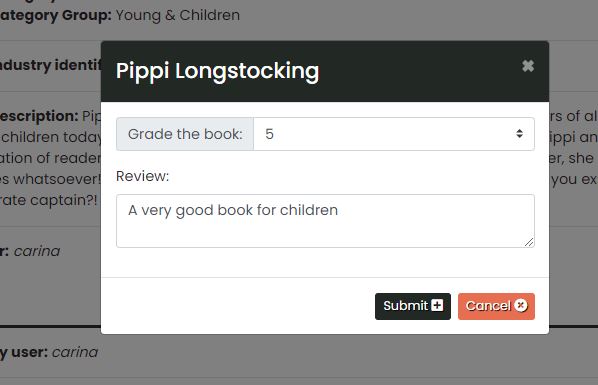 ategory Group: Young & Children
Pippi Longstocking
ndustry identif
escription: Pip
rs of al
children today
ippi an
ation of reader
er, she
es whatsoever!
you ex
rate captain?!
Grade the book: 5
Review:
A very good book for children
r: carina
Submit
Cancel
y user: carina